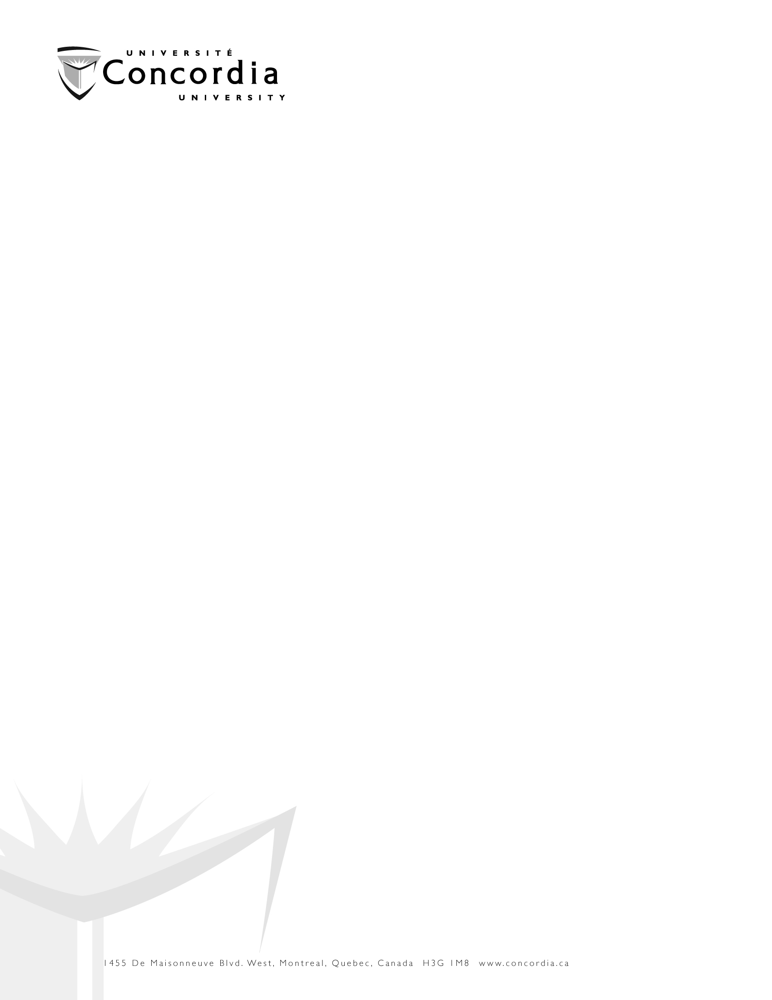 UNIVERSITÉ
Concordia
UNIVERSITY
1455 De Maisonneuve Blvd. West, Montreal, Quebec, Canada H3G 1M8 www.concordia.ca